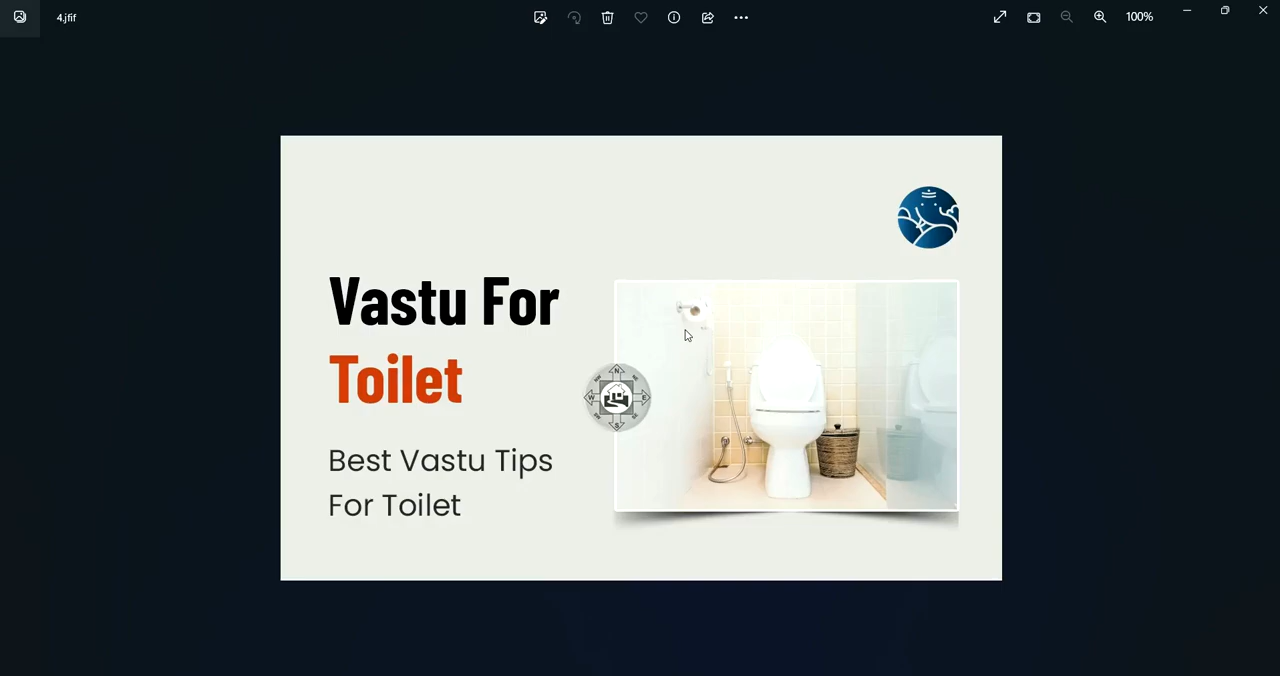 4.jfif
100%
Vastu For
Toilet
Best Vastu Tips
For Toilet
N
W
E
S